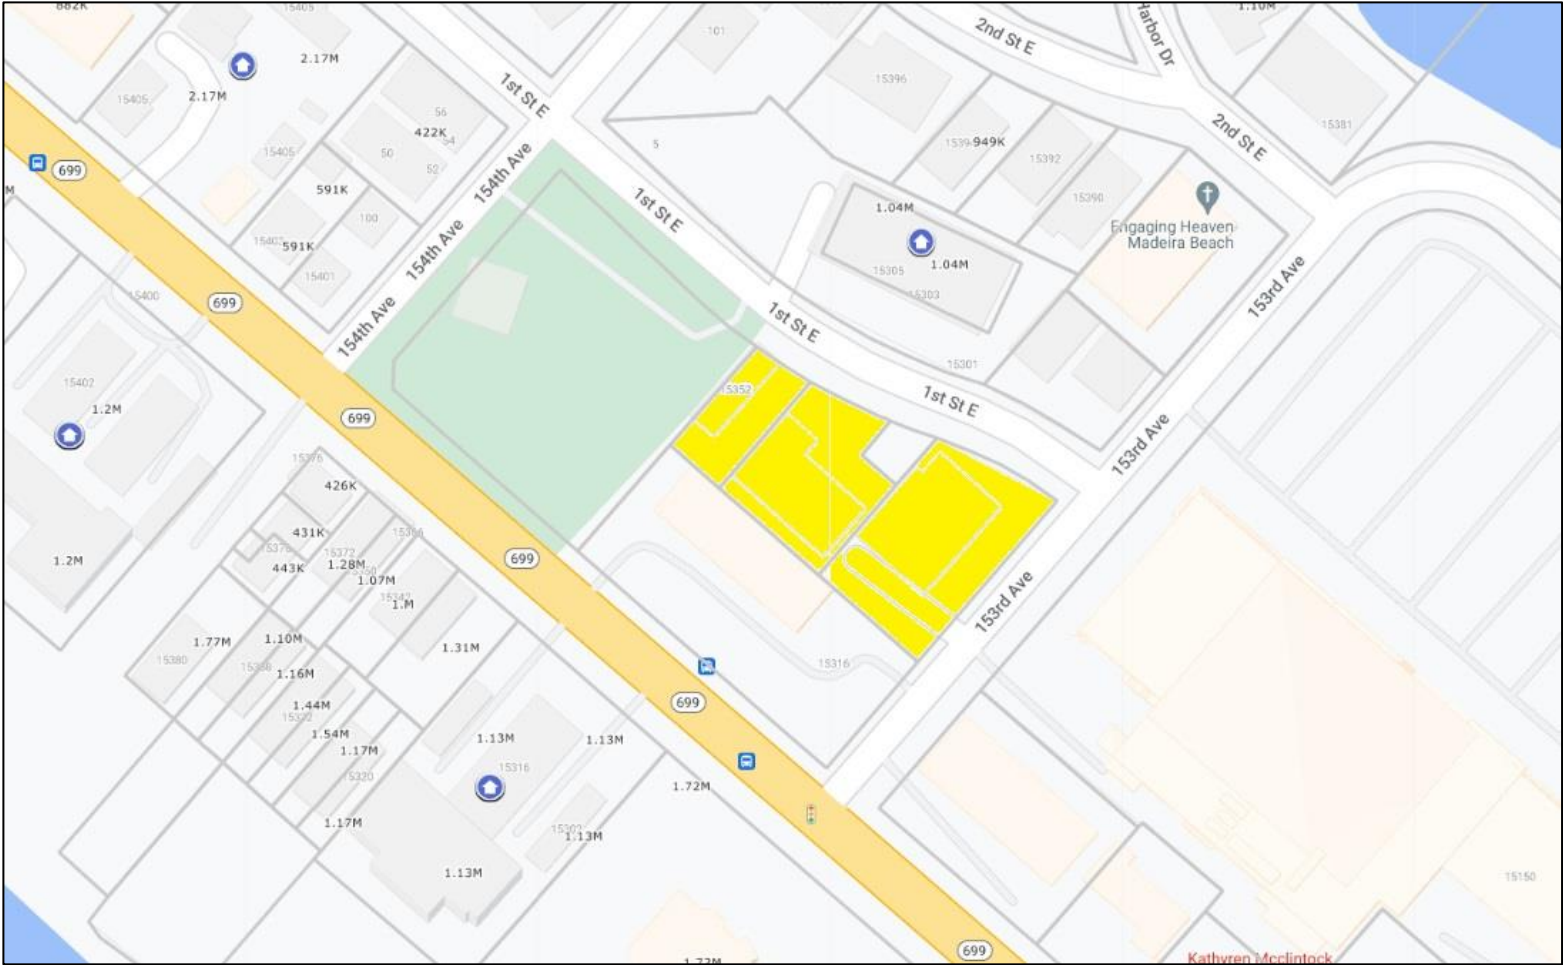 882K
15405
1.10M
101
2nd St E
Harbor Dr
2.17M
15396
1st St E
2.17M
15405
56
15381
422K
2nd St E
15405
50
5
949K
52
15392
154th Ave
699
591K
1st St E
15390
1.04M
100
Engaging Heaven
Madeira Beach
591K
154th Ave
1.04M
15305
15401
15303
153rd Ave
15400
699
154th Ave
1st St E
15301
15402
15352
1.2M
1st St E
699
153rd Ave
15376
426K
431K
15366
15372
699
1.2M
443K
1.28M
1.07M
1.M
153rd Ave
1.77M
1.10M
1.31M
15380
15316
1.16M
1.44M
699
1.54M
1.13M
1.13M
1.17M
15316
15320
1.72M
1.17M
1.13M
1.13M
15150
699
1.72M
Kathyren Mcclintock